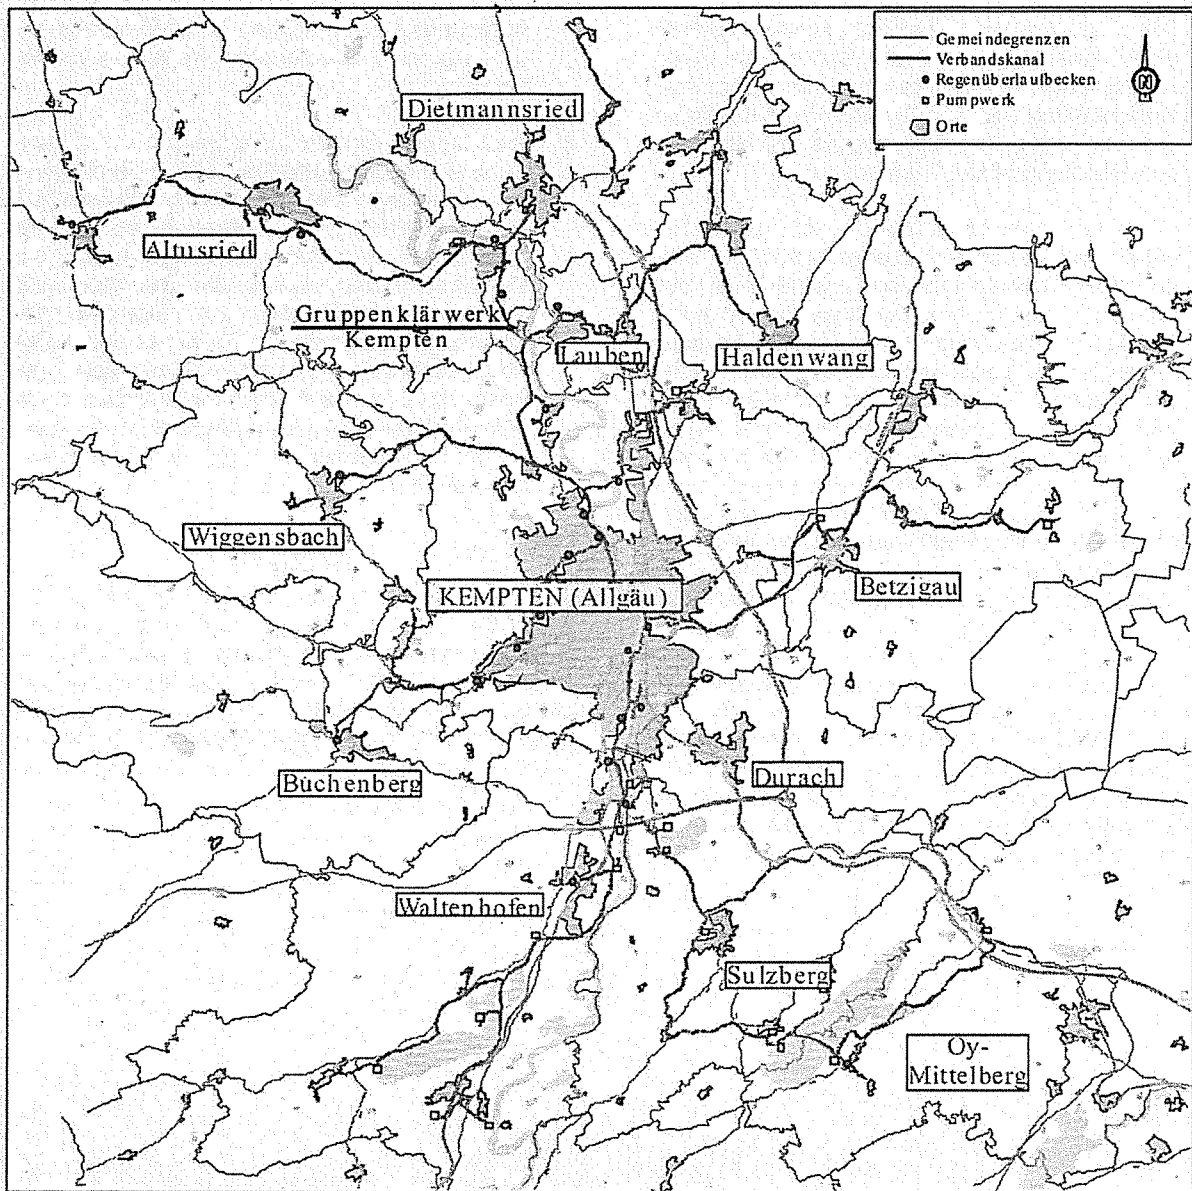 Gemeindegrenzen
Verbandskanal
Regenüberlaufbecken
Pumpwerk
Orte
N
Dietmannsried
Altusried
Gruppenklärwerk
Kempten
Lauben
Haldenwang
Wiggensbach
KEMPTEN (Allgäu)
Betzigau
Buchenberg
Durach
Waltenhofen
Sulzberg
Oy-
Mittelberg